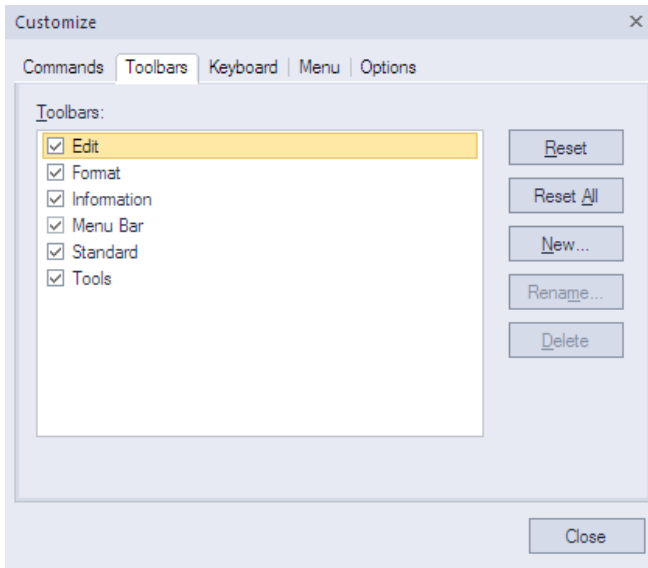 Customize
Commands Toolbars Keyboard Menu Options
Toolbars:
Edit
Format
Information
Menu Bar
Standard
Tools
Reset
Reset All
New...
Rename...
Delete
Close